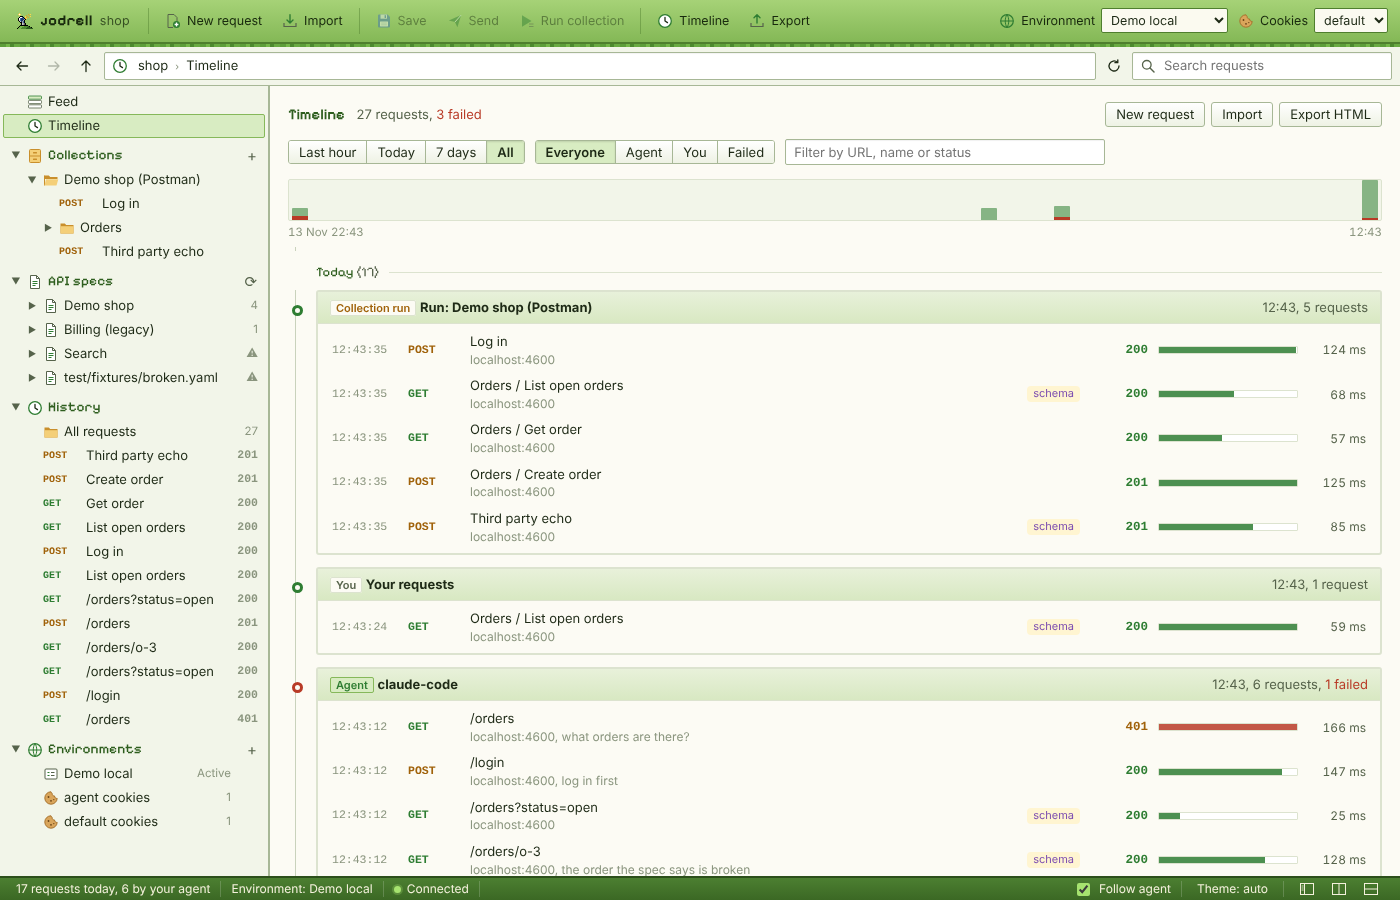 jodrell shop New request Import Save Send Run collection Timeline Export Environment Demo local Cookies default
shop › Timeline Search requests
Feed
Timeline
Collections +
Demo shop (Postman)
POST Log in
Orders
POST Third party echo
API specs
Demo shop 4
Billing (legacy) 1
Search
test/fixtures/broken.yaml
History
All requests 27
POST Third party echo 201
POST Create order 201
GET Get order 200
GET List open orders 200
POST Log in 200
GET List open orders 200
GET /orders?status=open 200
POST /orders 201
GET /orders/o-3 200
GET /orders?status=open 200
POST /login 200
GET /orders 401
Environments +
Demo local Active
agent cookies 1
default cookies 1
Timeline 27 requests, 3 failed New request Import Export HTML
Last hour Today 7 days All Everyone Agent You Failed Filter by URL, name or status
13 Nov 22:43 12:43
Today (17)
Collection run Run: Demo shop (Postman) 12:43, 5 requests
12:43:35 POST Log in 200 124 ms
localhost:4600
12:43:35 GET Orders / List open orders schema 200 68 ms
localhost:4600
12:43:35 GET Orders / Get order 200 57 ms
localhost:4600
12:43:35 POST Orders / Create order 201 125 ms
localhost:4600
12:43:35 POST Third party echo schema 201 85 ms
localhost:4600
You Your requests 12:43, 1 request
12:43:24 GET Orders / List open orders schema 200 59 ms
localhost:4600
Agent claude-code 12:43, 6 requests, 1 failed
12:43:12 GET /orders 401 166 ms
localhost:4600, what orders are there?
12:43:12 POST /login 200 147 ms
localhost:4600, log in first
12:43:12 GET /orders?status=open schema 200 25 ms
localhost:4600
12:43:12 GET /orders/o-3 schema 200 128 ms
localhost:4600, the order the spec says is broken
17 requests today, 6 by your agent Environment: Demo local Connected Follow agent Theme: auto